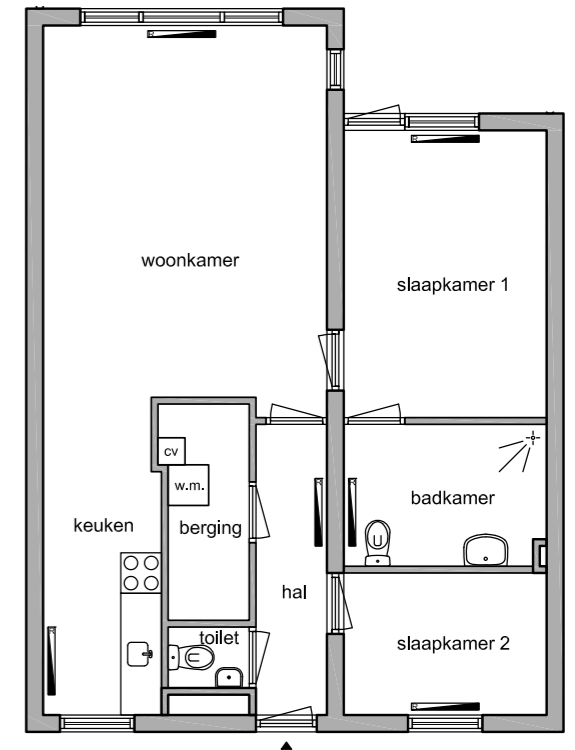 woonkamer
slaapkamer 1
cv
w.m.
keuken
berging
badkamer
hal
toilet
slaapkamer 2